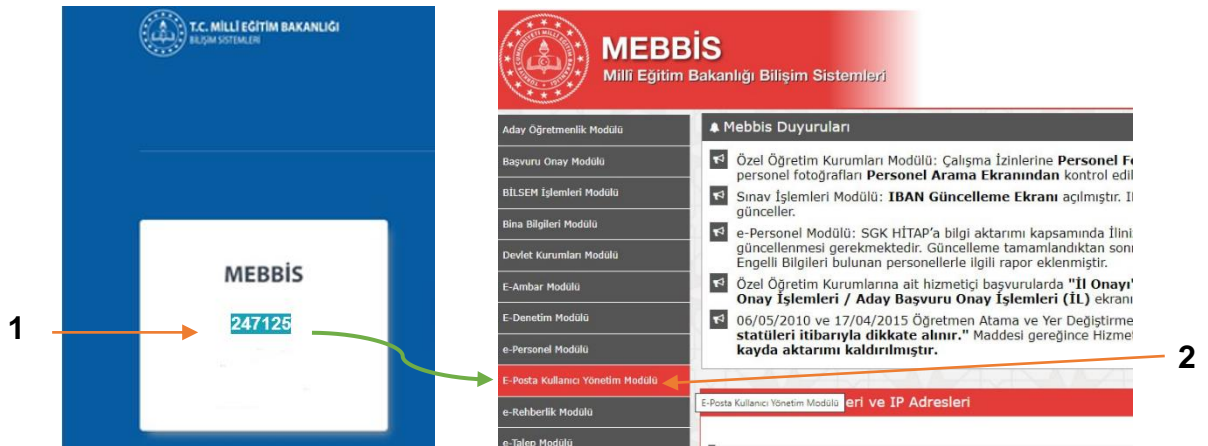 T.C. MİLLÎ EĞİTİM BAKANLIĞI
BİLİŞİM SİSTEMLERİ
MEBBİS
247125
1
MEBBİS
Millî Eğitim Bakanlığı Bilişim Sistemleri
Aday Öğretmenlik Modülü
Başvuru Onay Modülü
BİLSEM İşlemleri Modülü
Bina Bilgileri Modülü
Devlet Kurumları Modülü
E-Ambar Modülü
E-Denetim Modülü
e-Personel Modülü
E-Posta Kullanıcı Yönetim Modülü
e-Rehberlik Modülü
e-Talep Modülü
Mebbis Duyuruları
Özel Öğretim Kurumları Modülü: Çalışma İzinlerine Personel F
personel fotoğrafları Personel Arama Ekranından kontrol edil
Sınav İşlemleri Modülü: IBAN Güncelleme Ekranı açılmıştır. I
günceller.
e-Personel Modülü: SGK HİTAP'a bilgi aktarımı kapsamında İlini
güncellenmesi gerekmektedir. Güncelleme tamamlandıktan sonr
Engelli Bilgileri bulunan personellerle ilgili rapor eklenmiştir.
Özel Öğretim Kurumlarına ait hizmetiçi başvurularda "İl Onayı"
Onay İşlemleri / Aday Başvuru Onay İşlemleri (İL) ekranı
06/05/2010 ve 17/04/2015 Öğretmen Atama ve Yer Değiştirme
statüleri itibarıyla dikkate alınır." Maddesi gereğince Hizmet
kayda aktarımı kaldırılmıştır.
2
E-Posta Kullanıcı Yönetim Modülü
eri ve IP Adresleri